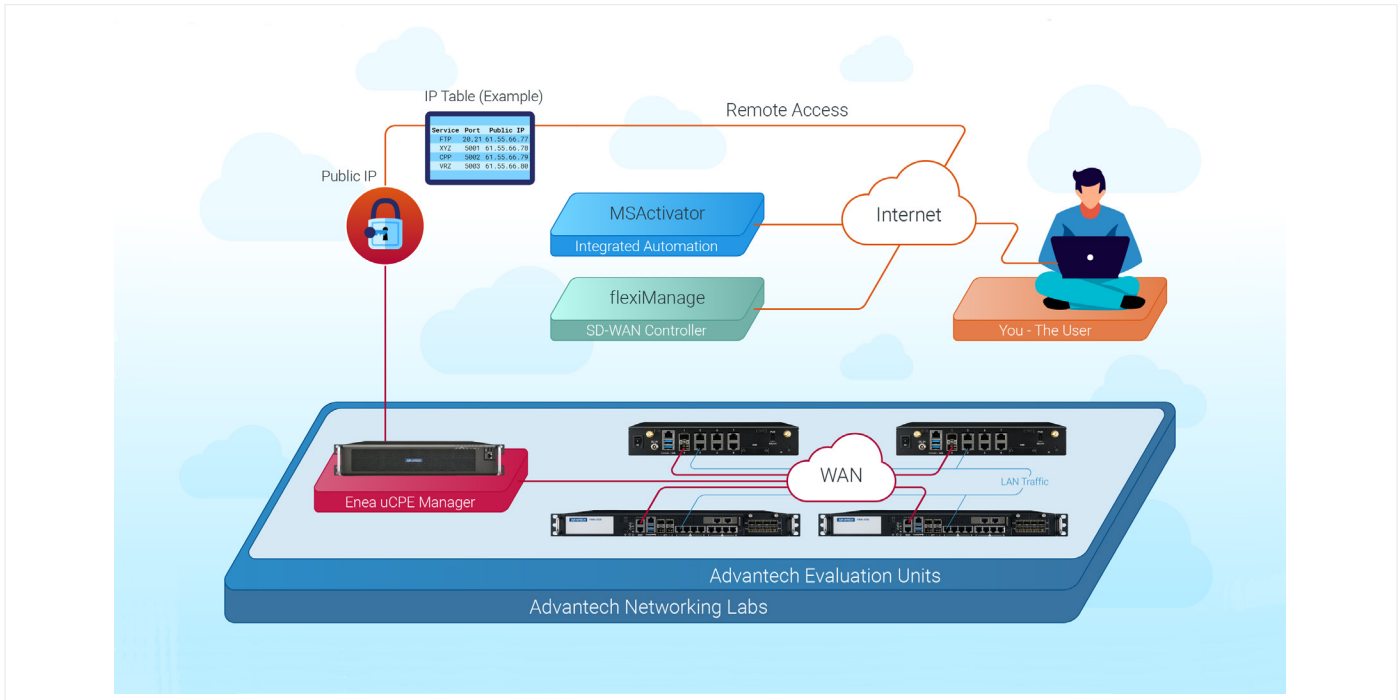 IP Table (Example)
Service Port Public IP
FTP 20,21 61.55.66.77
XYZ 5001 61.55.66.78
CPP 5002 61.55.66.79
VRZ 5003 61.55.66.80
Remote Access
Public IP
MSActivator
Integrated Automation
Internet
flexiManage
SD-WAN Controller
You - The User
Enea uCPE Manager
WAN
LAN Traffic
Advantech Evaluation Units
Advantech Networking Labs